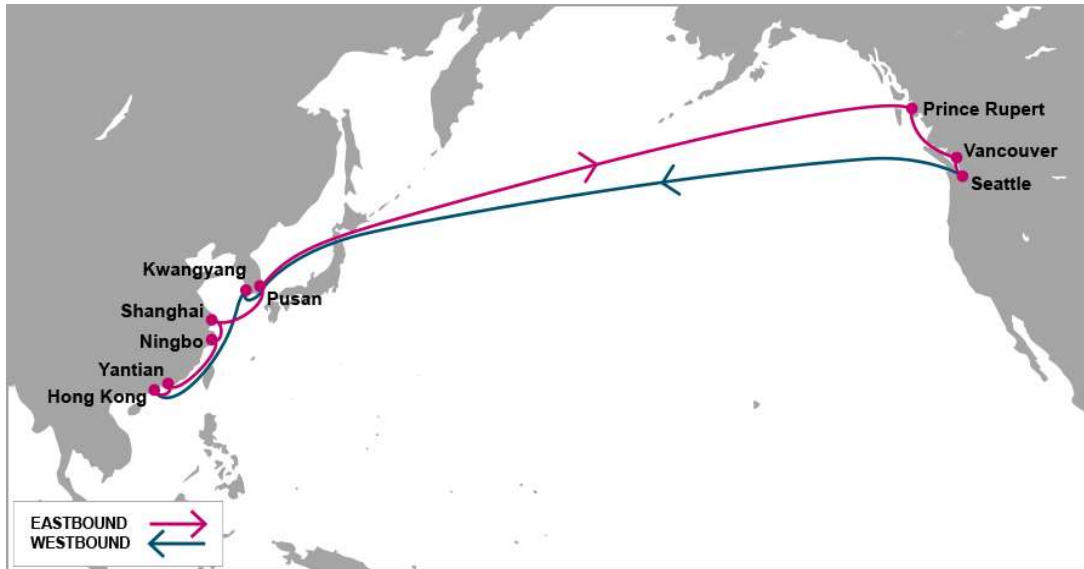 Prince Rupert
Vancouver
Seattle
Kwangyang
Pusan
Shanghai
Ningbo
Yantian
Hong Kong
EASTBOUND
WESTBOUND